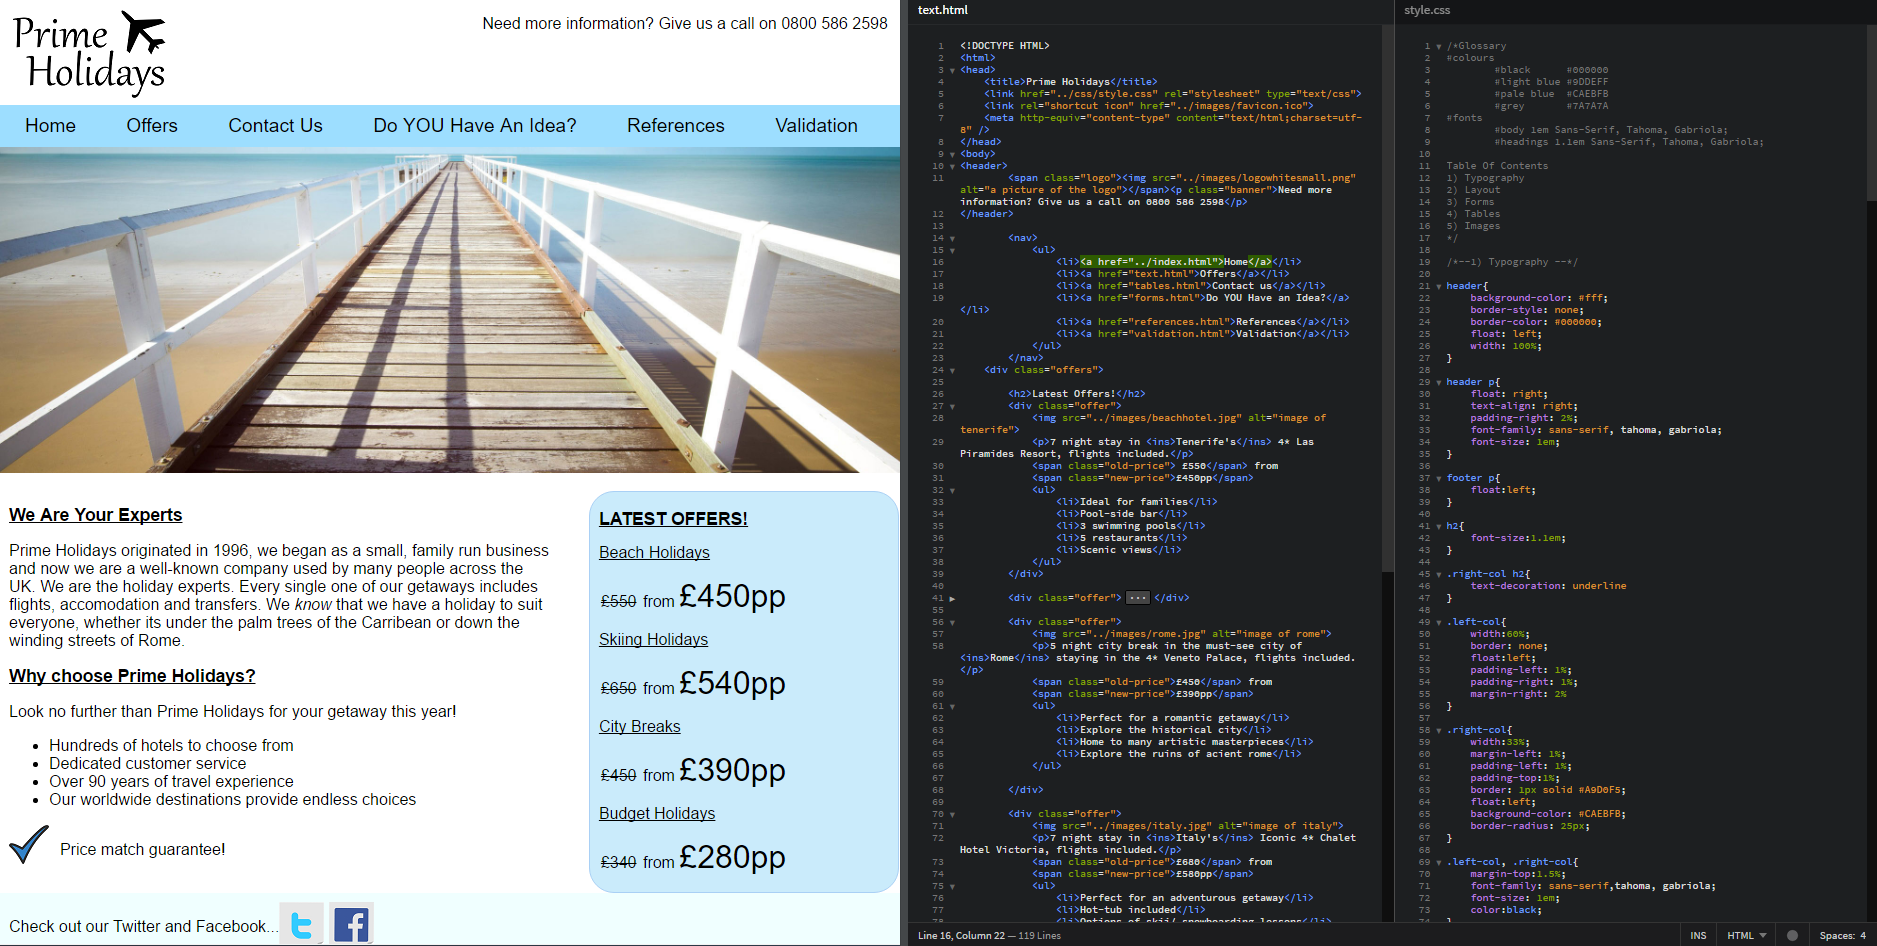 Prime
Holidays
Need more information? Give us a call on 0800 586 2598
Home Offers Contact Us Do YOU Have An Idea? References Validation
We Are Your Experts
Prime Holidays originated in 1996, we began as a small, family run business
and now we are a well-known company used by many people across the
UK. We are the holiday experts. Every single one of our getaways includes
flights, accomodation and transfers. We know that we have a holiday to suit
everyone, whether its under the palm trees of the Carribean or down the
winding streets of Rome.
Why choose Prime Holidays?
Look no further than Prime Holidays for your getaway this year!
• Hundreds of hotels to choose from
• Dedicated customer service
• Over 90 years of travel experience
• Our worldwide destinations provide endless choices
Price match guarantee!
LATEST OFFERS!
Beach Holidays
£550 from £450pp
Skiing Holidays
£650 from £540pp
City Breaks
£450 from £390pp
Budget Holidays
£340 from £280pp
Check out our Twitter and Facebook...
text.html
1 <!DOCTYPE HTML>
2 <html>
3 <head>
4 <title>Prime Holidays</title>
5 <link href="../css/style.css" rel="stylesheet" type="text/css">
6 <link rel="shortcut icon" href="../images/favicon.ico">
7 <meta http-equiv="content-type" content="text/html;charset=utf-
8" />
8 </head>
9 <body>
10 <header>
11 <span class="logo"><img src="../images/logowhitesmall.png"
alt="a picture of the logo"></span><p class="banner">Need more
information? Give us a call on 0800 586 2598</p>
12 </header>
13
14 <nav>
15 <ul>
16 <li><a href="../index.html">Home</a></li>
17 <li><a href="text.html">Offers</a></li>
18 <li><a href="tables.html">Contact us</a></li>
19 <li><a href="forms.html">Do YOU Have an Idea?</a>
</li>
20 <li><a href="references.html">References</a></li>
21 <li><a href="validation.html">Validation</a></li>
22 </ul>
23 </nav>
24 <div class="offers">
25
26 <h2>Latest Offers!</h2>
27 <div class="offer">
28 <img src="../images/beachhotel.jpg" alt="image of
tenerife">
29 <p>7 night stay in <ins>Tenerife's</ins> 4* Las
Piramides Resort, flights included.</p>
30 <span class="old-price"> £550</span> from
31 <span class="new-price">£450pp</span>
32 <ul>
33 <li>Ideal for families</li>
34 <li>Pool-side bar</li>
35 <li>3 swimming pools</li>
36 <li>5 restaurants</li>
37 <li>Scenic views</li>
38 </ul>
39 </div>
40
41 <div class="offer"> ... </div>
55
56 <div class="offer">
57 <img src="../images/rome.jpg" alt="image of rome">
58 <p>5 night city break in the must-see city of
<ins>Rome</ins> staying in the 4* Veneto Palace, flights included.
</p>
59 <span class="old-price">£450</span> from
60 <span class="new-price">£390pp</span>
61 <ul>
62 <li>Perfect for a romantic getaway</li>
63 <li>Explore the historical city</li>
64 <li>Home to many artistic masterpieces</li>
65 <li>Explore the ruins of acient rome</li>
66 </ul>
67
68 </div>
69
70 <div class="offer">
71 <img src="../images/italy.jpg" alt="image of italy">
72 <p>7 night stay in <ins>Italy's</ins> Iconic 4* Chalet
Hotel Victoria, flights included.</p>
73 <span class="old-price">£680</span> from
74 <span class="new-price">£580pp</span>
75 <ul>
76 <li>Perfect for an adventurous getaway</li>
77 <li>Hot-tub included</li>
78 <li>Options of skii/ snowboarding lessons</li>
Line 16, Column 22 — 119 Lines
style.css
1 /*Glossary
2 #colours
3 #black #000000
4 #light blue #9DDEFF
5 #pale blue #CAEBFB
6 #grey #7A7A7A
7 #fonts
8 #body 1em Sans-Serif, Tahoma, Gabriola;
9 #headings 1.1em Sans-Serif, Tahoma, Gabriola;
10
11 Table Of Contents
12 1) Typography
13 2) Layout
14 3) Forms
15 4) Tables
16 5) Images
17 */
18
19 /*--1) Typography --*/
20
21 header{
22 background-color: #fff;
23 border-style: none;
24 border-color: #000000;
25 float: left;
26 width: 100%;
27 }
28
29 header p{
30 float: right;
31 text-align: right;
32 padding-right: 2%;
33 font-family: sans-serif, tahoma, gabriola;
34 font-size: 1em;
35 }
36
37 footer p{
38 float:left;
39 }
40
41 h2{
42 font-size:1.1em;
43 }
44
45 .right-col h2{
46 text-decoration: underline
47 }
48
49 .left-col{
50 width:60%;
51 border: none;
52 float:left;
53 padding-left: 1%;
54 padding-right: 1%;
55 margin-right: 2%
56 }
57
58 .right-col{
59 width:33%;
60 margin-left: 1%;
61 padding-left: 1%;
62 padding-top:1%;
63 border: 1px solid #A9D0F5;
64 float:left;
65 background-color: #CAEBFB;
66 border-radius: 25px;
67 }
68
69 .left-col, .right-col{
70 margin-top:1.5%;
71 font-family: sans-serif,tahoma, gabriola;
72 font-size: 1em;
73 color:black;
74 }
INS HTML Spaces: 4